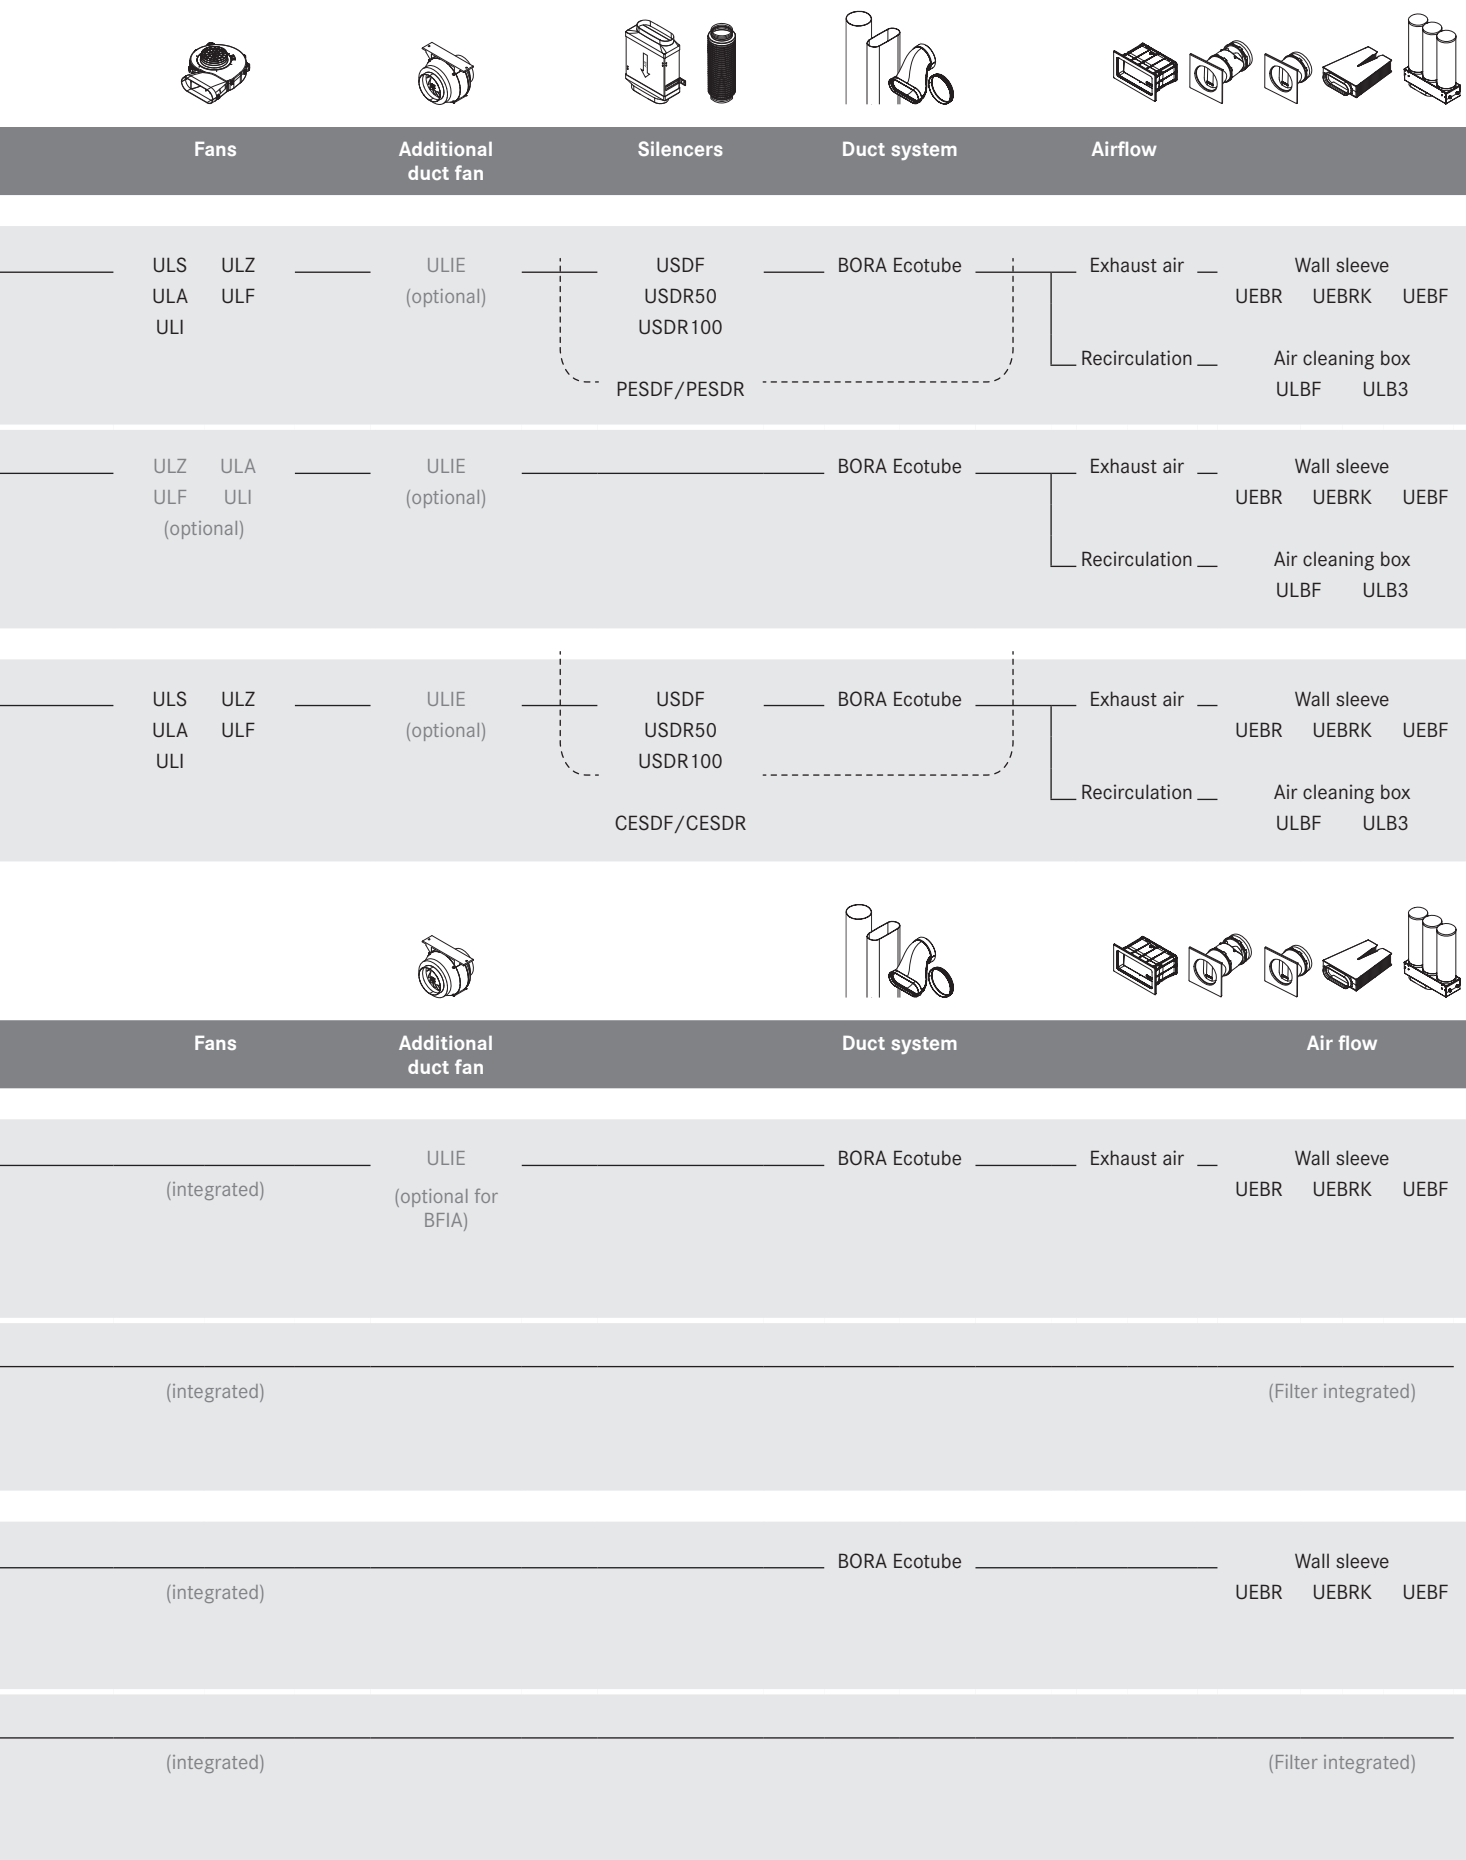 Fans Additional Silencers Duct system Airflow
duct fan
ULS ULZ ULIE USDF BORA Ecotube Exhaust air Wall sleeve
ULA ULF (optional) USDR50 UEBR UEBRK UEBF
ULI USDR100
Recirculation Air cleaning box
PESDF/PESDR ULBF ULB3
ULZ ULA ULIE BORA Ecotube Exhaust air Wall sleeve
ULF ULI (optional) UEBR UEBRK UEBF
(optional)
Recirculation Air cleaning box
ULBF ULB3
ULS ULZ ULIE USDF BORA Ecotube Exhaust air Wall sleeve
ULA ULF (optional) USDR50 UEBR UEBRK UEBF
ULI USDR100
Recirculation Air cleaning box
CESDF/CESDR ULBF ULB3
Fans Additional Duct system Air flow
duct fan
ULIE BORA Ecotube Exhaust air Wall sleeve
(integrated) UEBR UEBRK UEBF
(optional for
BFIA)
(integrated) (Filter integrated)
BORA Ecotube Wall sleeve
(integrated) UEBR UEBRK UEBF
(integrated) (Filter integrated)